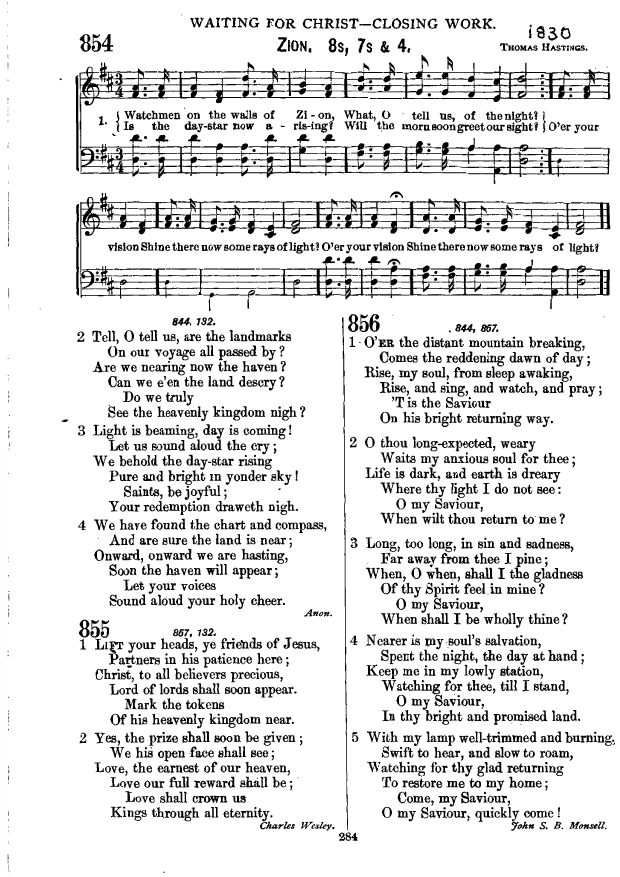 WAITING FOR CHRIST—CLOSING WORK.
854
ZION. 8s, 7s & 4.
1830
THOMAS HASTINGS.
1. { Watchmen on the walls of Zi - on, What, O tell us, of the night? }
{ Is the day-star now a - ris-ing? Will the morn soon greet our sight? } O'er your
vision Shine there now some rays of light? O'er your vision Shine there now some rays of light?
844, 132.
2 Tell, O tell us, are the landmarks
On our voyage all passed by?
Are we nearing now the haven?
Can we e'en the land descry?
Do we truly
See the heavenly kingdom nigh?
3 Light is beaming, day is coming!
Let us sound aloud the cry;
We behold the day-star rising
Pure and bright in yonder sky!
Saints, be joyful;
Your redemption draweth nigh.
4 We have found the chart and compass,
And are sure the land is near;
Onward, onward we are hasting,
Soon the haven will appear;
Let your voices
Sound aloud your holy cheer.
Anon.
855
857, 132.
1 LIFT your heads, ye friends of Jesus,
Partners in his patience here;
Christ, to all believers precious,
Lord of lords shall soon appear.
Mark the tokens
Of his heavenly kingdom near.
2 Yes, the prize shall soon be given;
We his open face shall see;
Love, the earnest of our heaven,
Love our full reward shall be;
Love shall crown us
Kings through all eternity.
Charles Wesley.
856
844, 857.
1 O'ER the distant mountain breaking,
Comes the reddening dawn of day;
Rise, my soul, from sleep awaking,
Rise, and sing, and watch, and pray;
'T is the Saviour
On his bright returning way.
2 O thou long-expected, weary
Waits my anxious soul for thee;
Life is dark, and earth is dreary
Where thy light I do not see:
O my Saviour,
When wilt thou return to me?
3 Long, too long, in sin and sadness,
Far away from thee I pine;
When, O when, shall I the gladness
Of thy Spirit feel in mine?
O my Saviour,
When shall I be wholly thine?
4 Nearer is my soul's salvation,
Spent the night, the day at hand;
Keep me in my lowly station,
Watching for thee, till I stand,
O my Saviour,
In thy bright and promised land.
5 With my lamp well-trimmed and burning,
Swift to hear, and slow to roam,
Watching for thy glad returning
To restore me to my home;
Come, my Saviour,
O my Saviour, quickly come!
John S. B. Monsell.
284